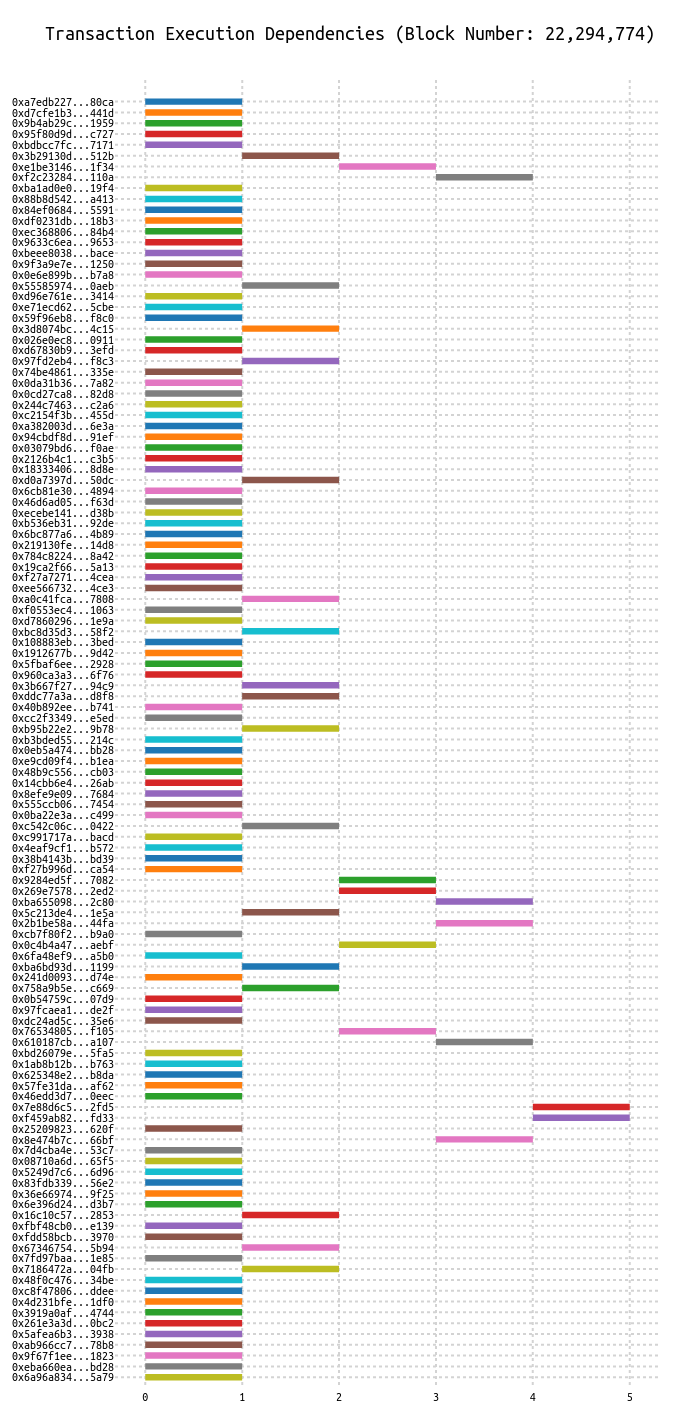 Transaction Execution Dependencies (Block Number: 22,294,774)
0xa7edb227...80ca
0xd7cfe1b3...441d
0x9b4ab29c...1959
0x95f80d9d...c727
0xbdbcc7fc...7171
0x3b29130d...512b
0xe1be3146...1f34
0xf2c23284...110a
0xba1ad0e0...19f4
0x88b8d542...a413
0x84ef0684...5591
0xdf0231db...18b3
0xec368806...84b4
0x9633c6ea...9653
0xbeee8038...bace
0x9f3a9e7e...1250
0x0e6e899b...b7a8
0x55585974...0aeb
0xd96e761e...3414
0xe71ecd62...5cbe
0x59f96eb8...f8c0
0x3d8074bc...4c15
0x026e0ec8...0911
0xd67830b9...3efd
0x97fd2eb4...f8c3
0x74be4861...335e
0x0da31b36...7a82
0x0cd27ca8...82d8
0x244c7463...c2a6
0xc2154f3b...455d
0xa382003d...6e3a
0x94cbdf8d...91ef
0x03079bd6...f0ae
0x2126b4c1...c3b5
0x18333406...8d8e
0xd0a7397d...50dc
0x6cb81e30...4894
0x46d6ad05...f63d
0xecebe141...d38b
0xb536eb31...92de
0x6bc877a6...4b89
0x219130fe...14d8
0x784c8224...8a42
0x19ca2f66...5a13
0xf27a7271...4cea
0xee566732...4ce3
0xa0c41fca...7808
0xf0553ec4...1063
0xd7860296...1e9a
0xbc8d35d3...58f2
0x108883eb...3bed
0x1912677b...9d42
0x5fbaf6ee...2928
0x960ca3a3...6f76
0x3b667f27...94c9
0xddc77a3a...d8f8
0x40b892ee...b741
0xcc2f3349...e5ed
0xb95b22e2...9b78
0xb3bded55...214c
0x0eb5a474...bb28
0xe9cd09f4...b1ea
0x48b9c556...cb03
0x14cbb6e4...26ab
0x8efe9e09...7684
0x555ccb06...7454
0x0ba22e3a...c499
0xc542c06c...0422
0xc991717a...bacd
0x4eaf9cf1...b572
0x38b4143b...bd39
0xf27b996d...ca54
0x9284ed5f...7082
0x269e7578...2ed2
0xba655098...2c80
0x5c213de4...1e5a
0x2b1be58a...44fa
0xcb7f80f2...b9a0
0x0c4b4a47...aebf
0x6fa48ef9...a5b0
0xba6bd93d...1199
0x241d0093...d74e
0x758a9b5e...c669
0x0b54759c...07d9
0x97fcaea1...de2f
0xdc24ad5c...35e6
0x76534805...f105
0x610187cb...a107
0xbd26079e...5fa5
0x1ab8b12b...b763
0x625348e2...b8da
0x57fe31da...af62
0x46edd3d7...0eec
0x7e88d6c5...2fd5
0xf459ab82...fd33
0x25209823...620f
0x8e474b7c...66bf
0x7d4cba4e...53c7
0x08710a6d...65f5
0x5249d7c6...6d96
0x83fdb339...56e2
0x36e66974...9f25
0x6e396d24...d3b7
0x16c10c57...2853
0xfbf48cb0...e139
0xfdd58bcb...3970
0x67346754...5b94
0x7fd97baa...1e85
0x7186472a...04fb
0x48f0c476...34be
0xc8f47806...ddee
0x4d231bfe...1df0
0x3919a0af...4744
0x261e3a3d...0bc2
0x5afea6b3...3938
0xab966cc7...78b8
0x9f67f1ee...1823
0xeba660ea...bd28
0x6a96a834...5a79
0 1 2 3 4 5